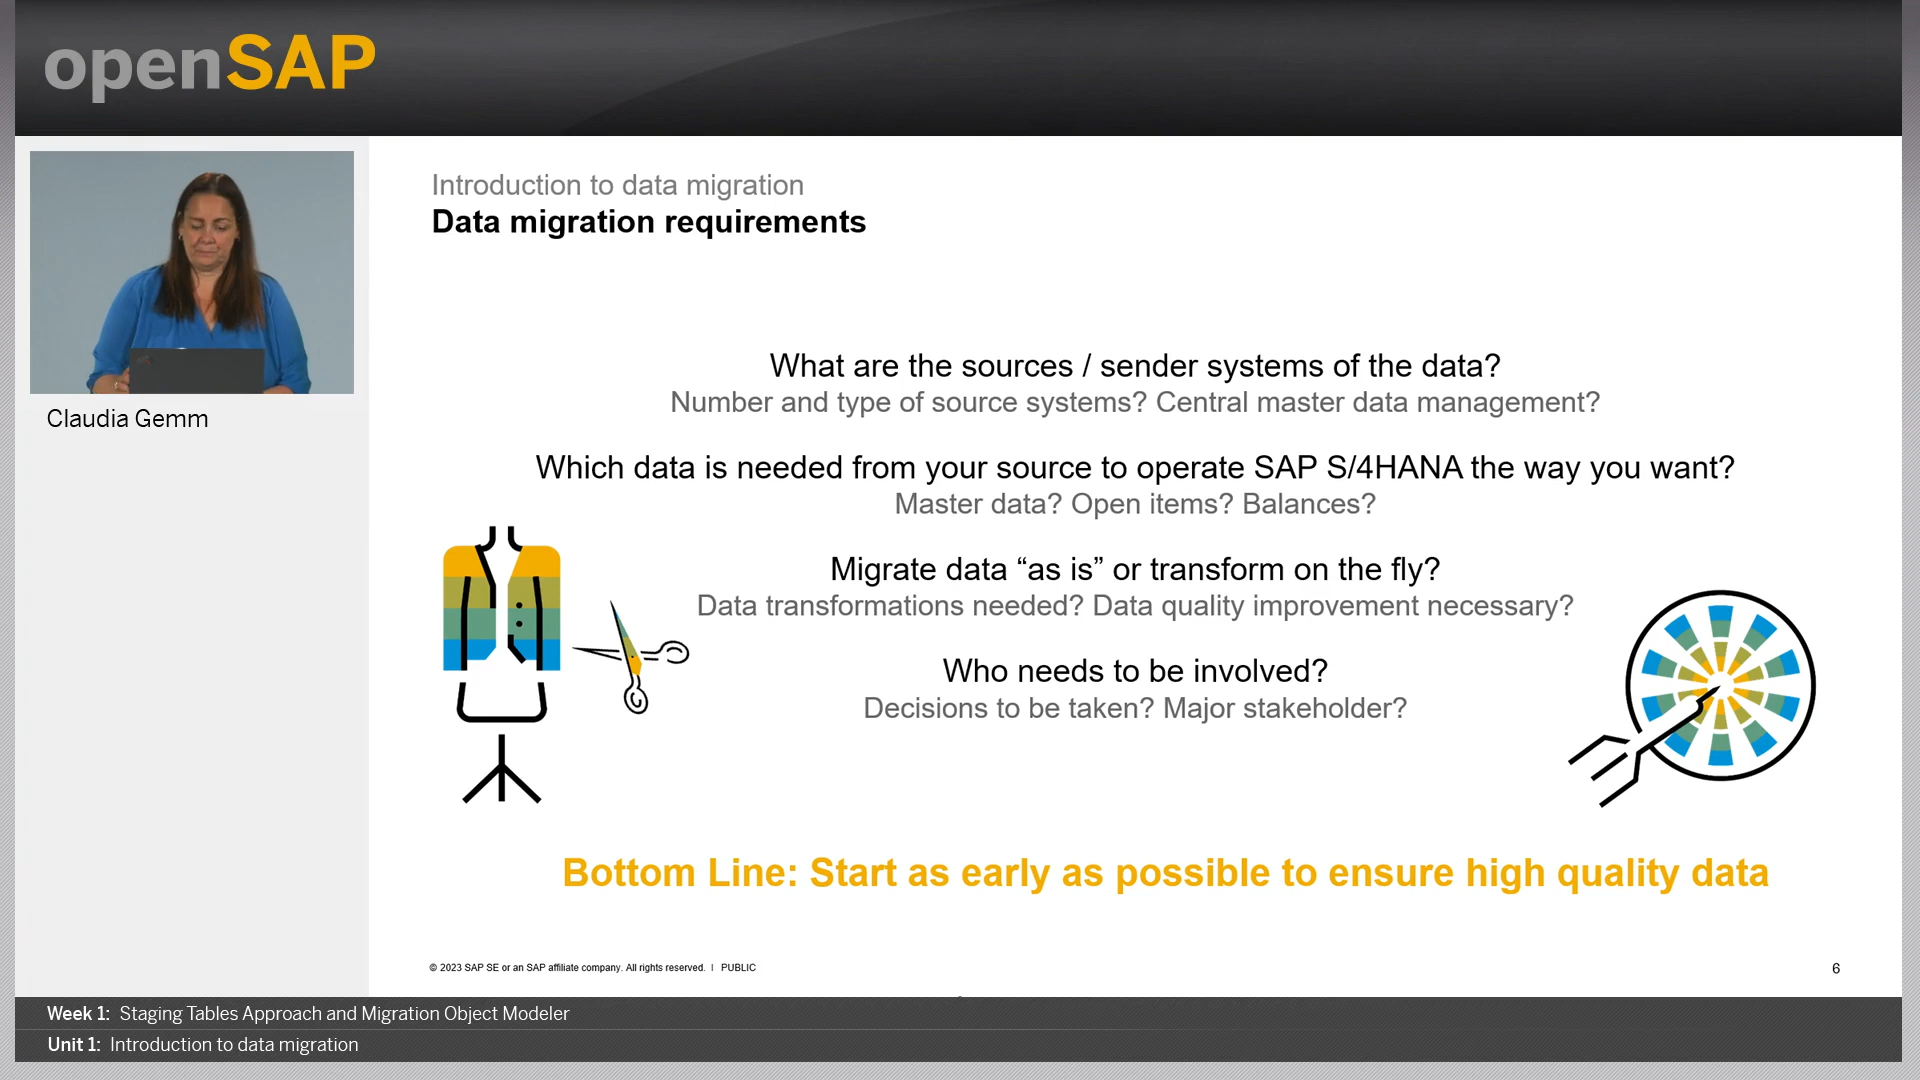 openSAP
Claudia Gemm
Introduction to data migration
Data migration requirements
What are the sources / sender systems of the data?
Number and type of source systems? Central master data management?
Which data is needed from your source to operate SAP S/4HANA the way you want?
Master data? Open items? Balances?
Migrate data “as is” or transform on the fly?
Data transformations needed? Data quality improvement necessary?
Who needs to be involved?
Decisions to be taken? Major stakeholder?
Bottom Line: Start as early as possible to ensure high quality data
© 2023 SAP SE or an SAP affiliate company. All rights reserved. | PUBLIC
6
Week 1: Staging Tables Approach and Migration Object Modeler
Unit 1: Introduction to data migration